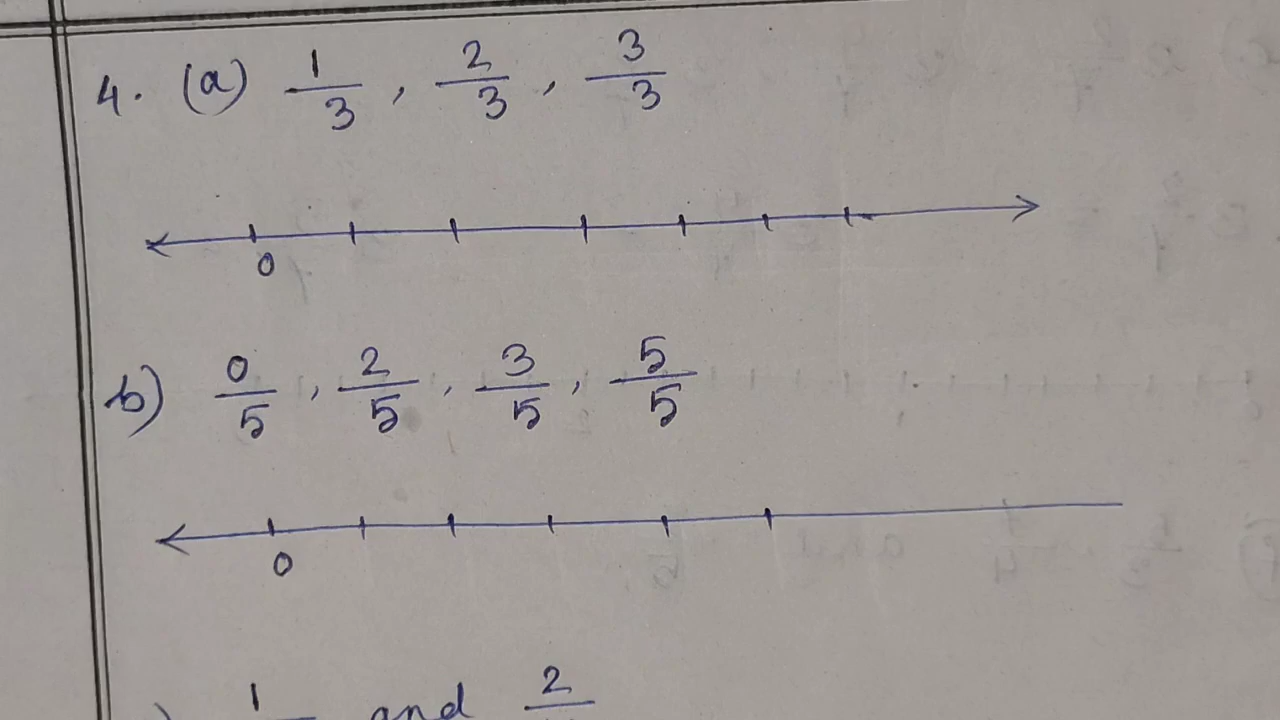 4. (a) 1/3, 2/3, 3/3
0
b) 0/5, 2/5, 3/5, 5/5
0
1 and 2